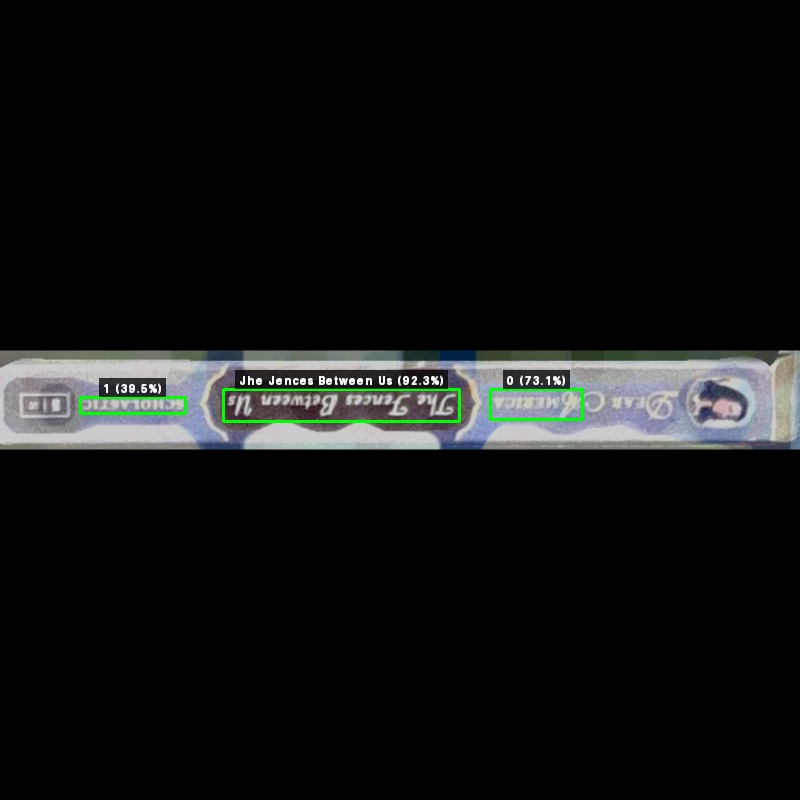 Dear America
The Fences Between Us
SCHOLASTIC
1 (39.5%)
Jhe Jences Between Us (92.3%)
0 (73.1%)